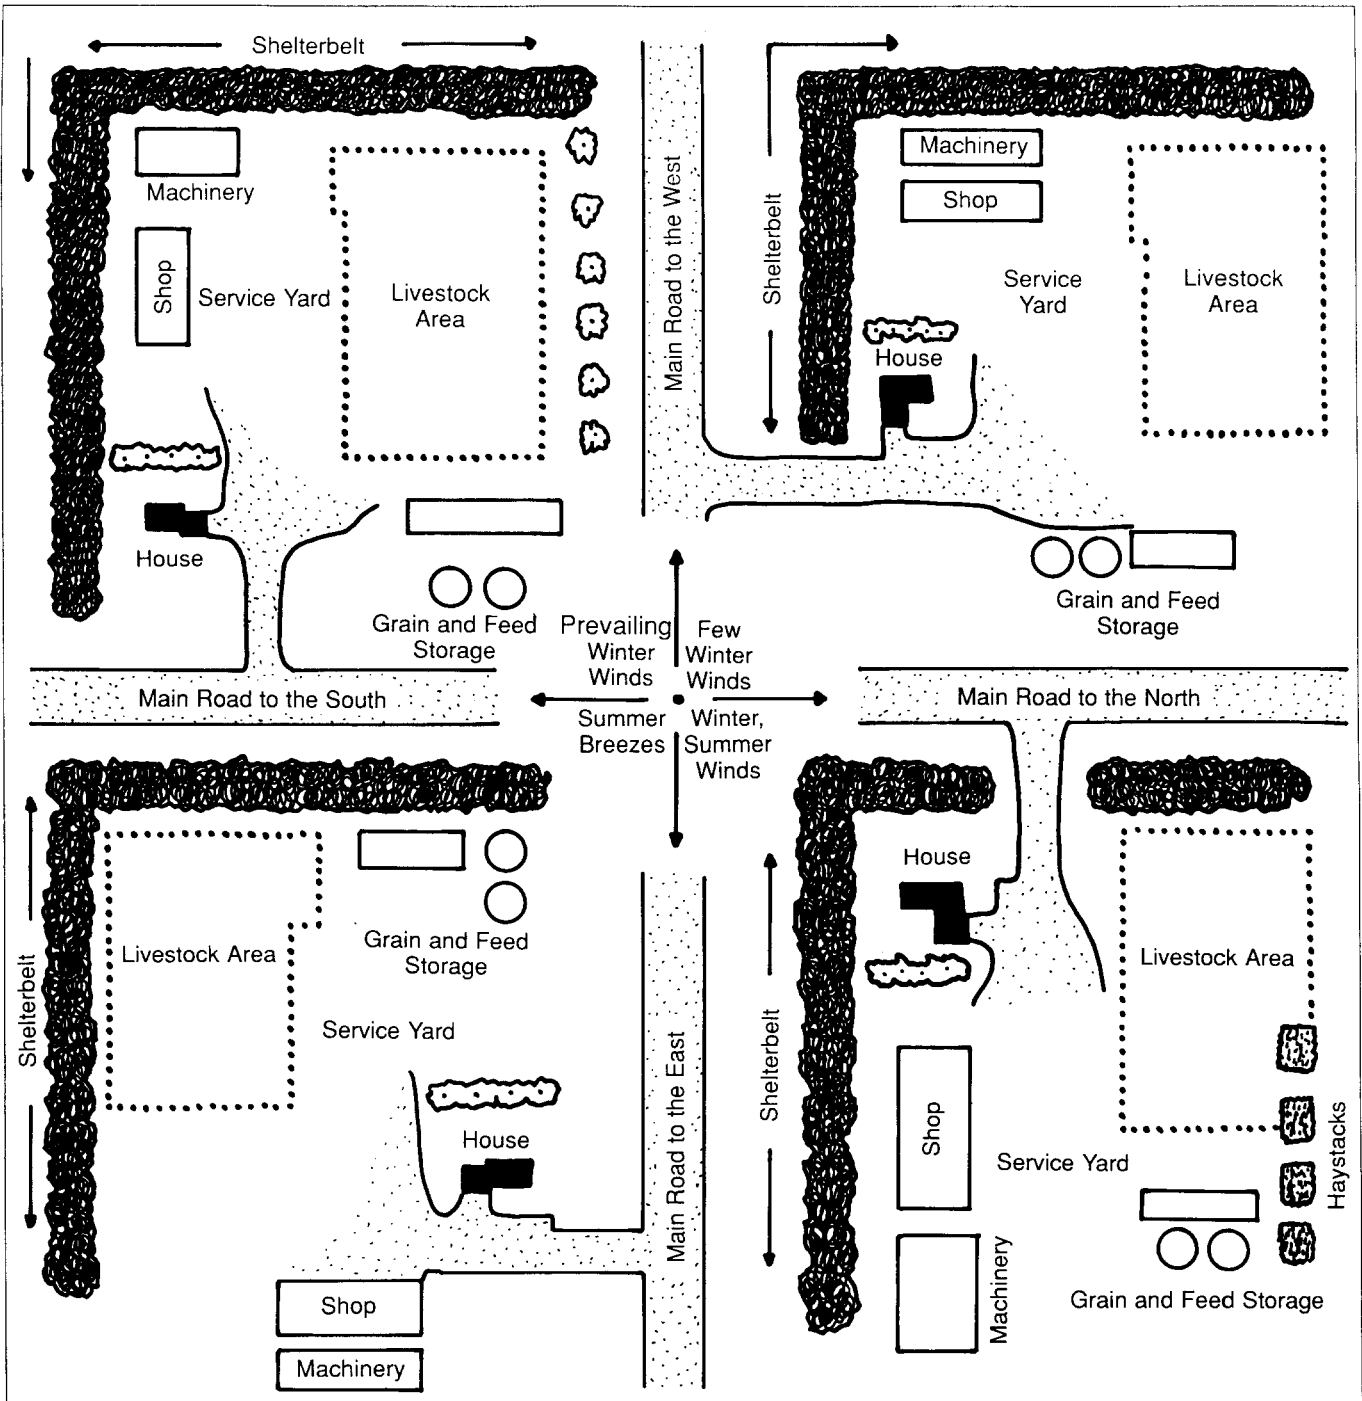 Shelterbelt
Machinery
Shop
Service Yard
Livestock
Area
House
Grain and Feed
Storage
Main Road to the South
Main Road to the West
Shelterbelt
Machinery
Shop
Service
Yard
Livestock
Area
House
Grain and Feed
Storage
Prevailing
Winter
Winds
Few
Winter
Winds
Summer
Breezes
Winter,
Summer
Winds
Main Road to the North
Shelterbelt
Livestock Area
Grain and Feed
Storage
Service Yard
House
Shop
Machinery
Main Road to the East
Shelterbelt
House
Livestock Area
Shop
Service Yard
Machinery
Haystacks
Grain and Feed Storage